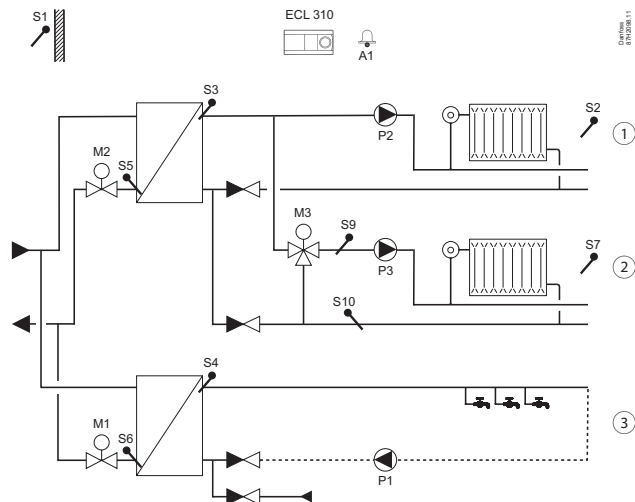 S1
ECL 310
A1
Danfoss
87H2098.11
S3
P2
S2
1
M2
S5
M3
S9
P3
S7
2
S10
S4
M1
S6
P1
3